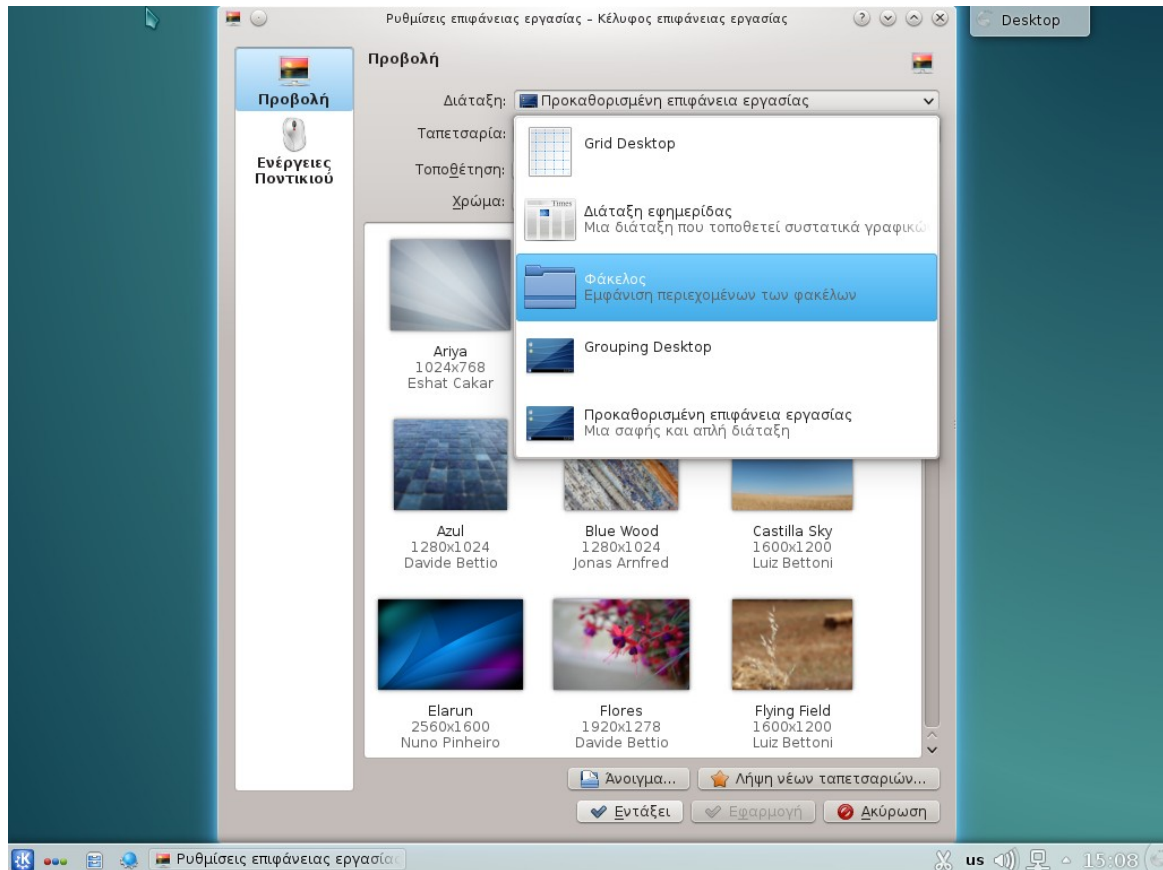 Ρυθμίσεις επιφάνειας εργασίας – Κέλυφος επιφάνειας εργασίας
Desktop
Προβολή
Ενέργειες
Ποντικιού
Προβολή
Διάταξη:
Προκαθορισμένη επιφάνεια εργασίας
Ταπετσαρία:
Τοποθέτηση:
Χρώμα:
Grid Desktop
Times
Διάταξη εφημερίδας
Μια διάταξη που τοποθετεί συστατικά γραφικώ
Φάκελος
Εμφάνιση περιεχομένων των φακέλων
Grouping Desktop
Προκαθορισμένη επιφάνεια εργασίας
Μια σαφής και απλή διάταξη
Ariya
1024x768
Eshat Cakar
Azul
1280x1024
Davide Bettio
Blue Wood
1280x1024
Jonas Arnfred
Castilla Sky
1600x1200
Luiz Bettoni
Elarun
2560x1600
Nuno Pinheiro
Flores
1920x1278
Davide Bettio
Flying Field
1600x1200
Luiz Bettoni
Άνοιγμα...
Λήψη νέων ταπετσαριών...
Εντάξει
Εφαρμογή
Ακύρωση
Ρυθμίσεις επιφάνειας εργασίας
us
15:08